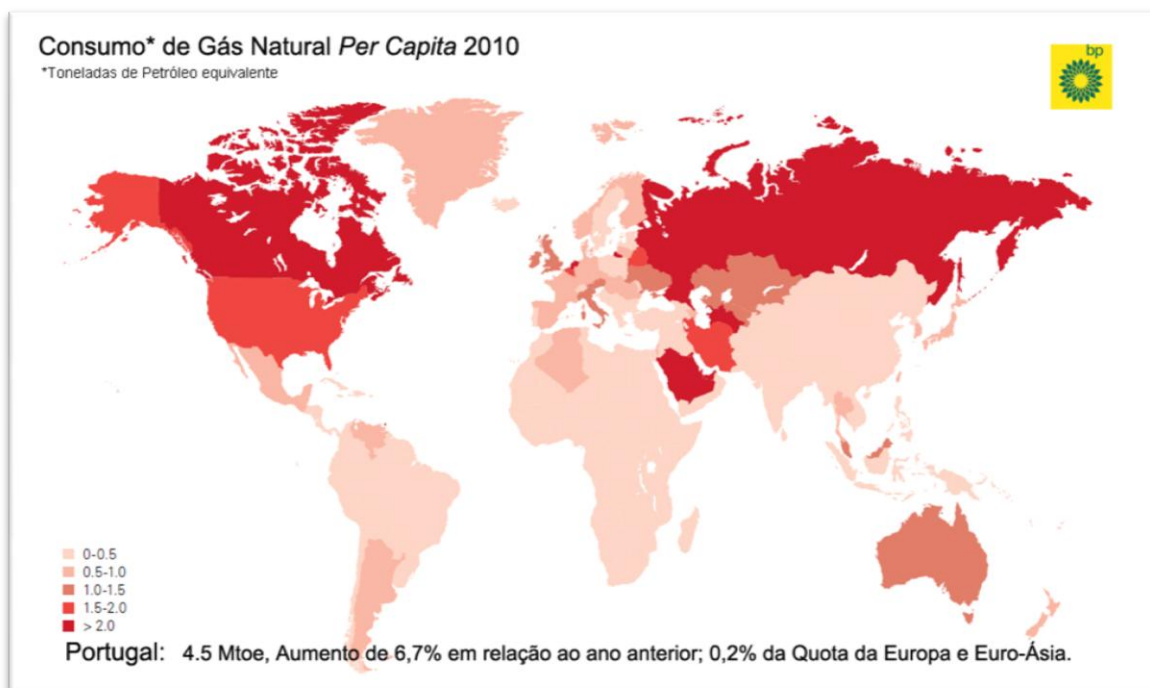 Consumo* de Gás Natural Per Capita 2010
*Toneladas de Petróleo equivalente
bp
0-0.5
0.5-1.0
1.0-1.5
1.5-2.0
> 2.0
Portugal: 4.5 Mtoe, Aumento de 6,7% em relação ao ano anterior; 0,2% da Quota da Europa e Euro-Ásia.